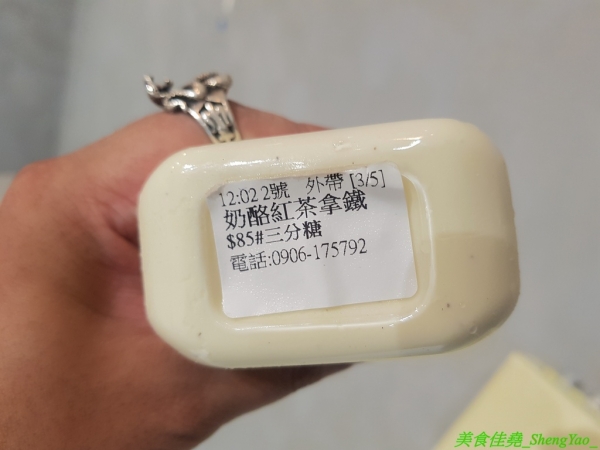 12:02 2號 外帶 [3/5]
奶酪紅茶拿鐵
$85#三分糖
電話:0906-175792
美食佳堯_ShengYao_